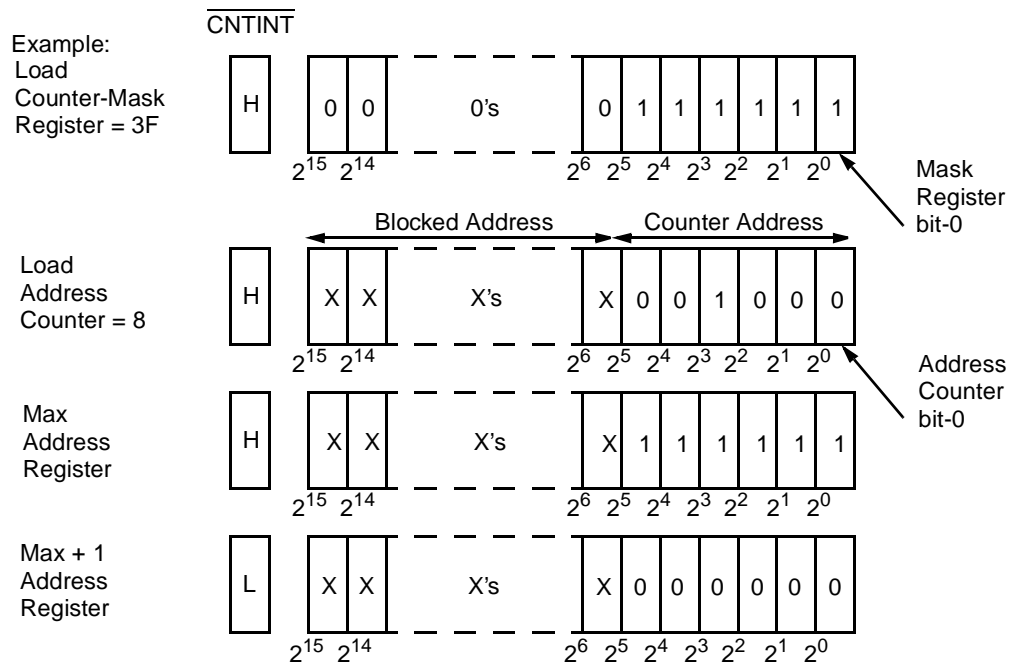 CNTINT
Example:
Load
Counter-Mask
Register = 3F
H
0 0 0's 0 1 1 1 1 1 1
2^15 2^14 2^6 2^5 2^4 2^3 2^2 2^1 2^0
Mask
Register
bit-0
Blocked Address Counter Address
Load
Address
Counter = 8
H
X X X's X 0 0 1 0 0 0
2^15 2^14 2^6 2^5 2^4 2^3 2^2 2^1 2^0
Address
Counter
bit-0
Max
Address
Register
H
X X X's X 1 1 1 1 1 1
2^15 2^14 2^6 2^5 2^4 2^3 2^2 2^1 2^0
Max + 1
Address
Register
L
X X X's X 0 0 0 0 0 0
2^15 2^14 2^6 2^5 2^4 2^3 2^2 2^1 2^0